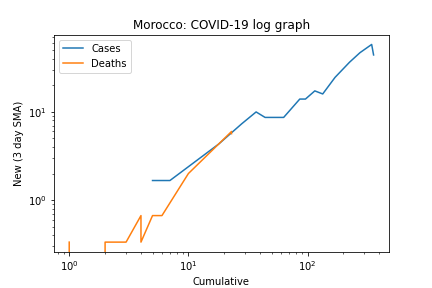 Morocco: COVID-19 log graph
Cases
Deaths
New (3 day SMA)
10¹
10⁰
10⁰
10¹
10²
Cumulative